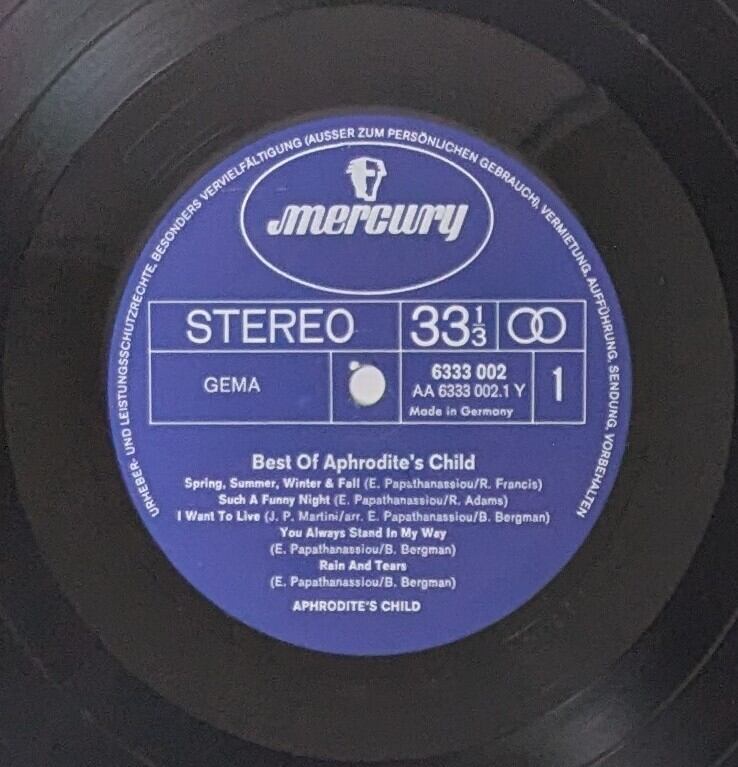 URHEBER- UND LEISTUNGSSCHUTZRECHTE, BESONDERS VERVIELFÄLTIGUNG (AUSSER ZUM PERSÖNLICHEN GEBRAUCH), VERMIETUNG, AUFFÜHRUNG, SENDUNG, VORBEHALTEN
mercury
STEREO 33 1/3
GEMA
6333 002
AA 6333 002.1 Y
Made in Germany
1
Best Of Aphrodite's Child
Spring, Summer, Winter & Fall (E. Papathanassiou/R. Francis)
Such A Funny Night (E. Papathanassiou/R. Adams)
I Want To Live (J. P. Martini/arr. E. Papathanassiou/B. Bergman)
You Always Stand In My Way
(E. Papathanassiou/B. Bergman)
Rain And Tears
(E. Papathanassiou/B. Bergman)
APHRODITE'S CHILD